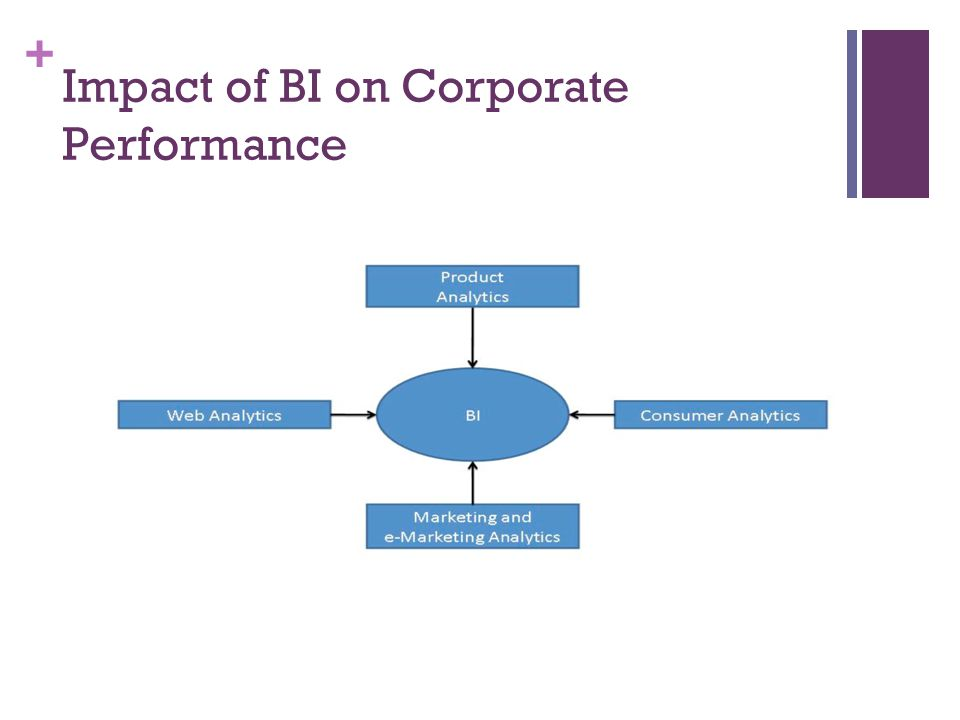 +
Impact of BI on Corporate
Performance
Product
Analytics
Web Analytics
BI
Consumer Analytics
Marketing and
e-Marketing Analytics